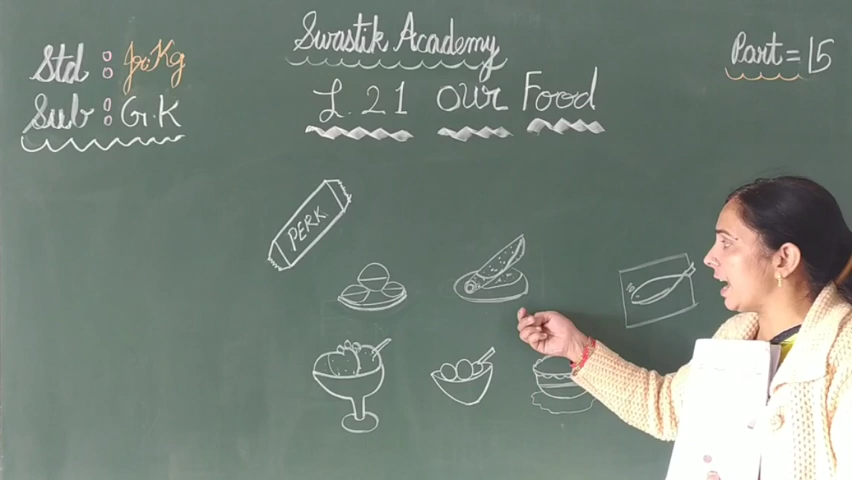 Swastik Academy
Std : Jr.Kg
Part = 15
L. 21 our Food
Sub : G.K
PERK